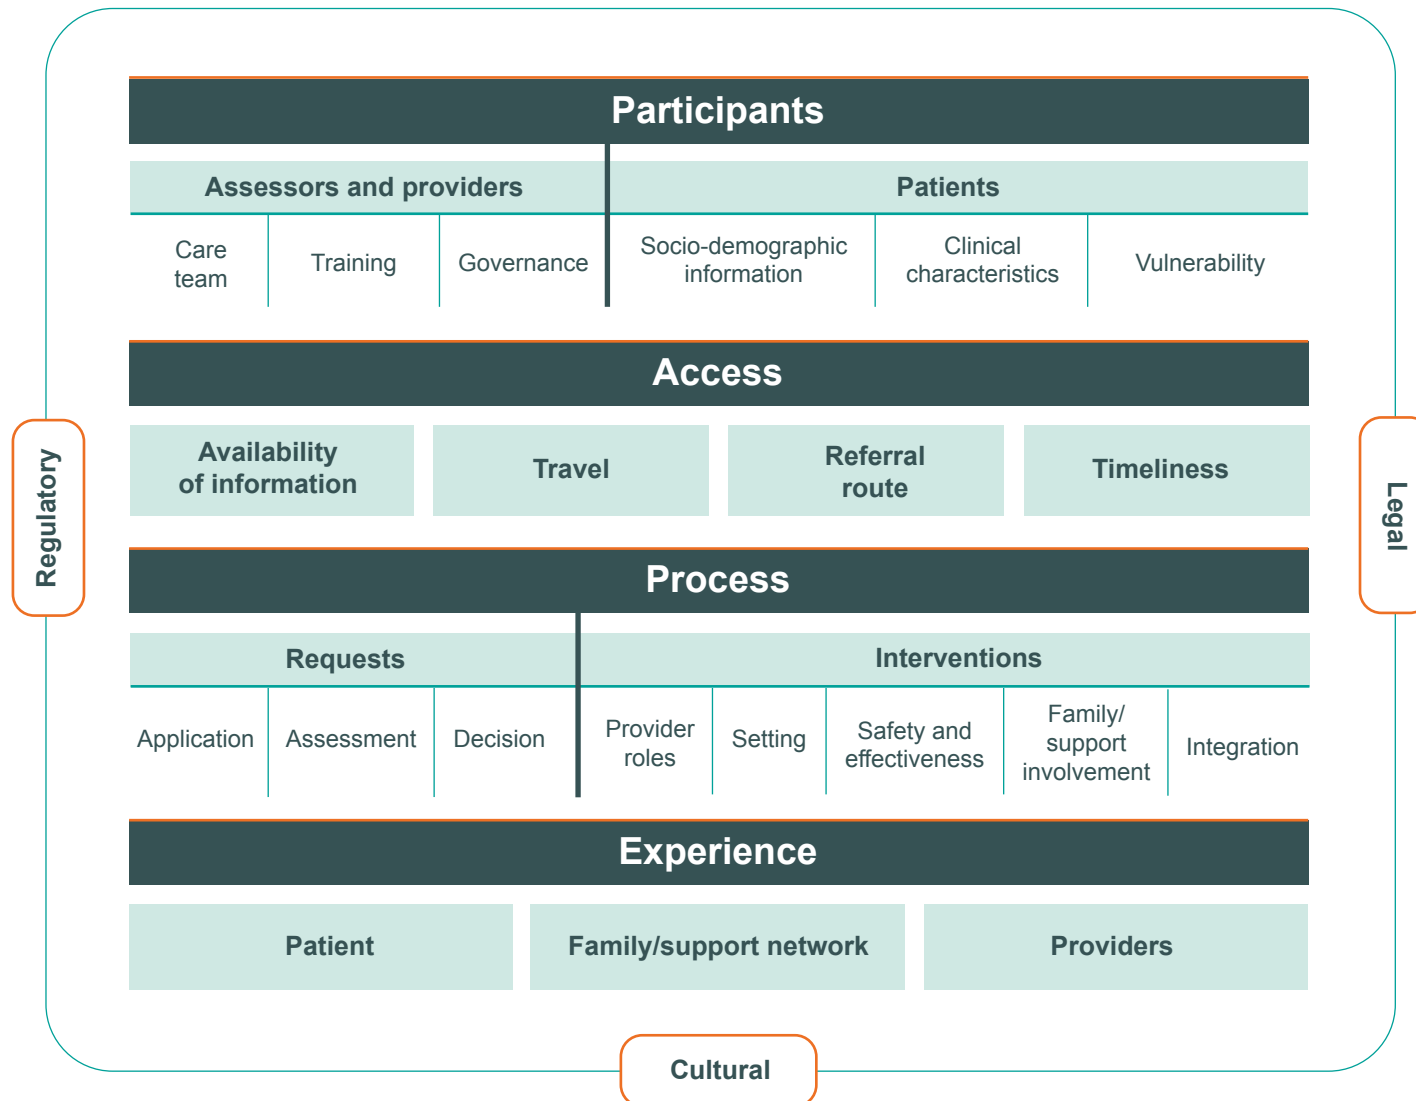 Participants
Assessors and providers
Patients
Care
team
Training
Governance
Socio-demographic
information
Clinical
characteristics
Vulnerability
Access
Availability
of information
Travel
Referral
route
Timeliness
Regulatory
Legal
Process
Requests
Interventions
Application
Assessment
Decision
Provider
roles
Setting
Safety and
effectiveness
Family/
support
involvement
Integration
Experience
Patient
Family/support network
Providers
Cultural